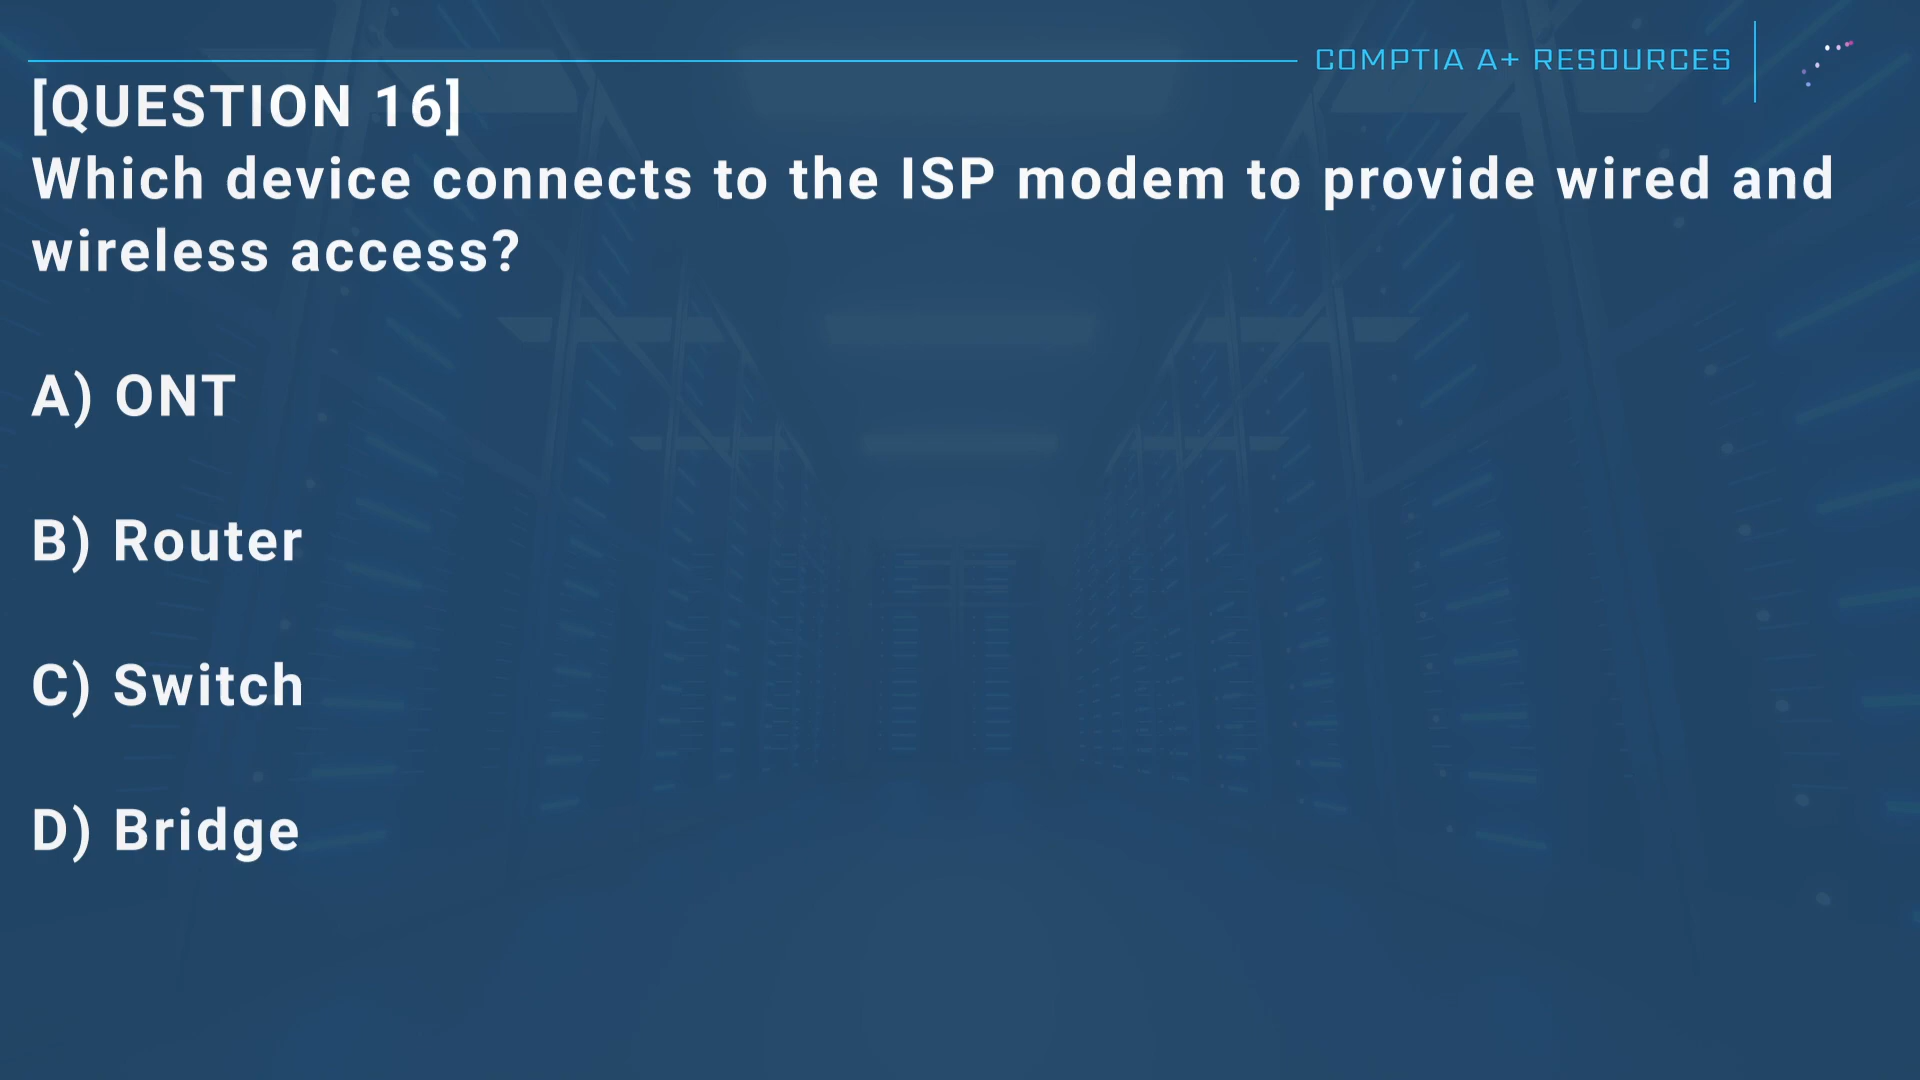 COMPTIA A+ RESOURCES
[QUESTION 16]
Which device connects to the ISP modem to provide wired and
wireless access?
A) ONT
B) Router
C) Switch
D) Bridge